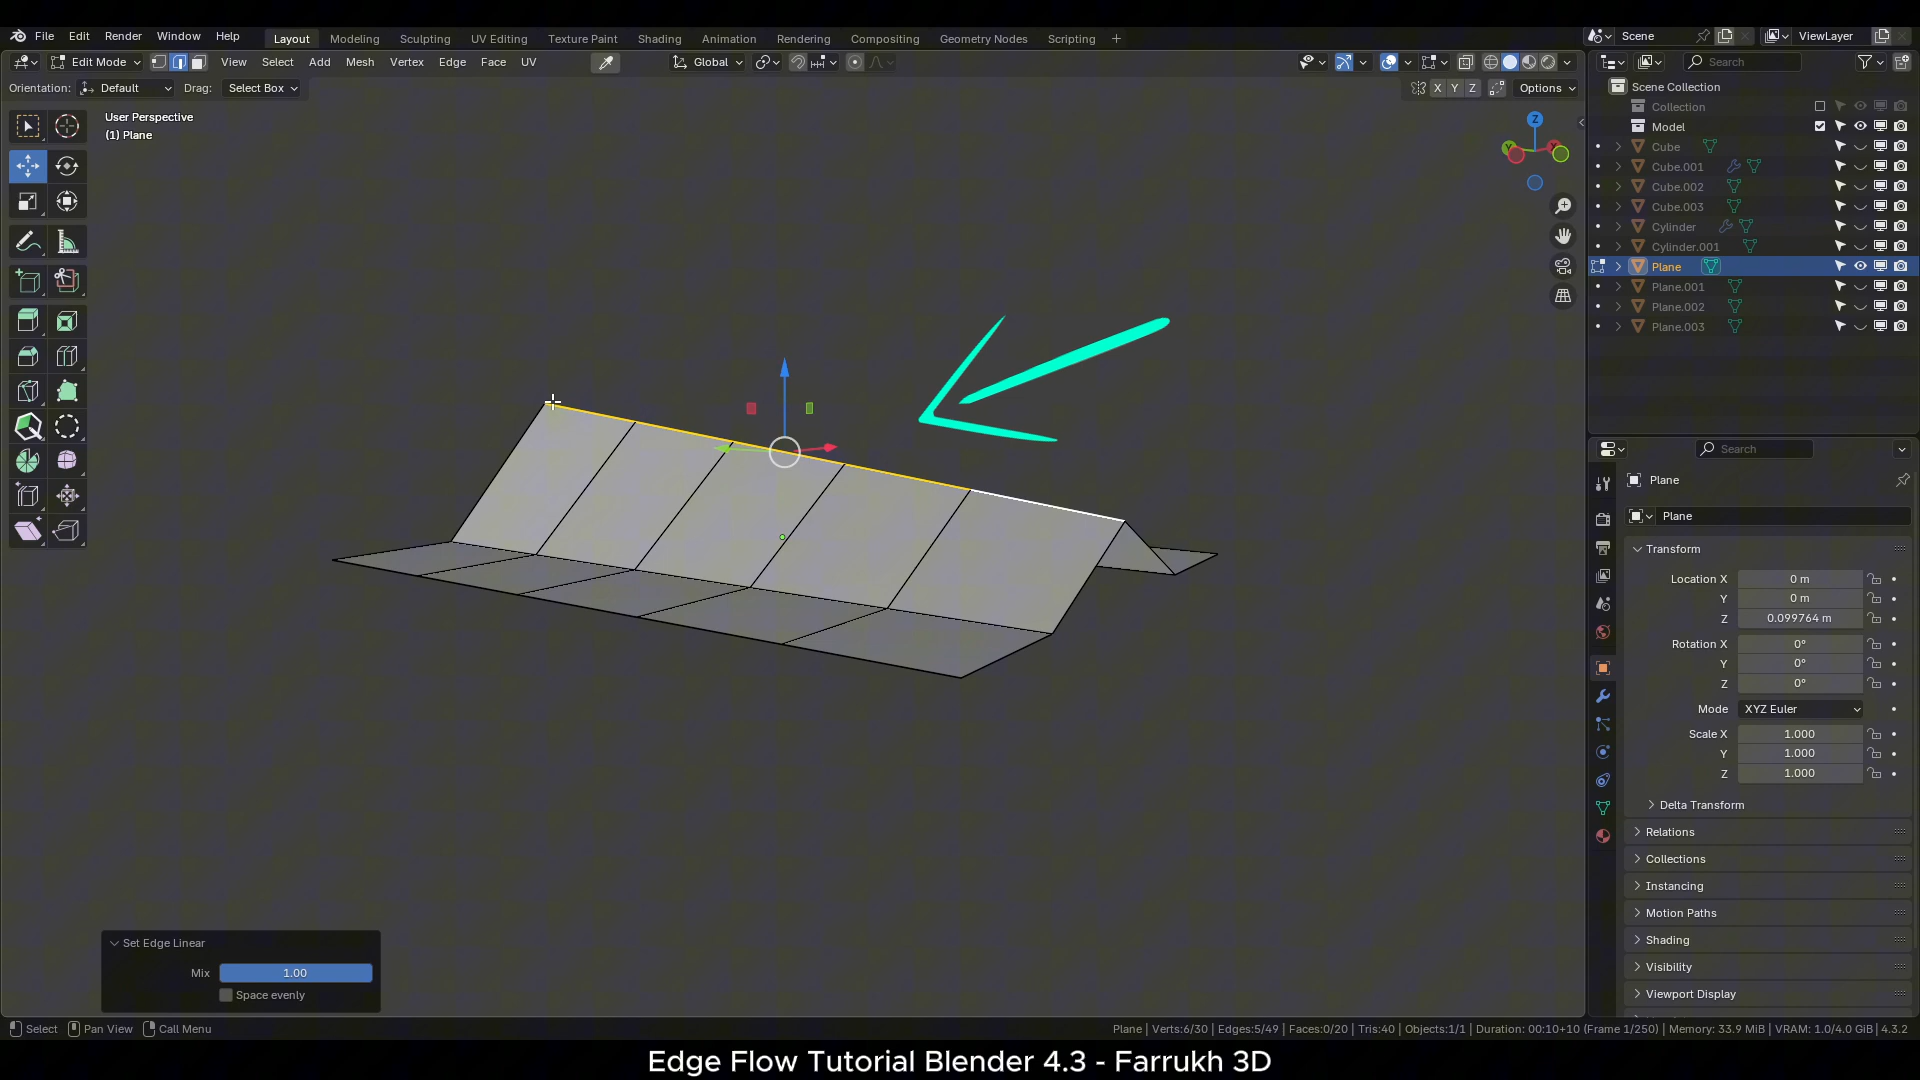 File Edit Render Window Help
Layout Modeling Sculpting UV Editing Texture Paint Shading Animation Rendering Compositing Geometry Nodes Scripting +
Scene
ViewLayer
Edit Mode View Select Add Mesh Vertex Edge Face UV
Global
Search
Orientation: Default Drag: Select Box
X Y Z Options
User Perspective
(1) Plane
Z
Y
X
Scene Collection
Collection
Model
Cube
Cube.001
Cube.002
Cube.003
Cylinder
Cylinder.001
Plane
Plane.001
Plane.002
Plane.003
Search
Plane
Plane
Transform
Location X 0 m
Y 0 m
Z 0.099764 m
Rotation X 0°
Y 0°
Z 0°
Mode XYZ Euler
Scale X 1.000
Y 1.000
Z 1.000
Delta Transform
Relations
Collections
Instancing
Motion Paths
Shading
Visibility
Viewport Display
Set Edge Linear
Mix 1.00
Space evenly
Select Pan View Call Menu
Plane | Verts:6/30 | Edges:5/49 | Faces:0/20 | Tris:40 | Objects:1/1 | Duration: 00:10+10 (Frame 1/250) | Memory: 33.9 MiB | VRAM: 1.0/4.0 GiB | 4.3.2
Edge Flow Tutorial Blender 4.3 - Farrukh 3D